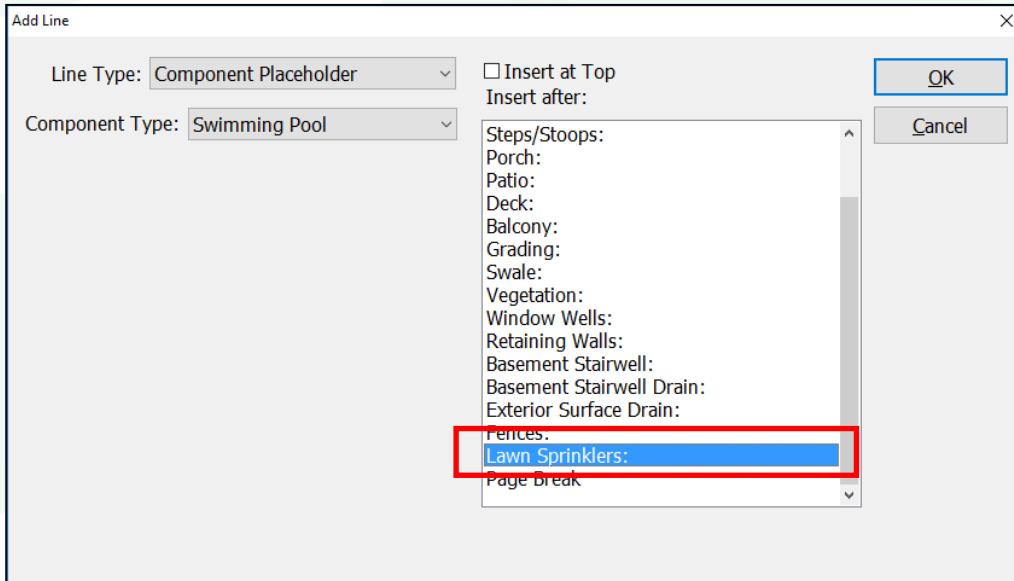 Add Line
Line Type: Component Placeholder
Component Type: Swimming Pool
Insert at Top
Insert after:
Steps/Stoops:
Porch:
Patio:
Deck:
Balcony:
Grading:
Swale:
Vegetation:
Window Wells:
Retaining Walls:
Basement Stairwell:
Basement Stairwell Drain:
Exterior Surface Drain:
Fences:
Lawn Sprinklers:
Page Break
OK
Cancel